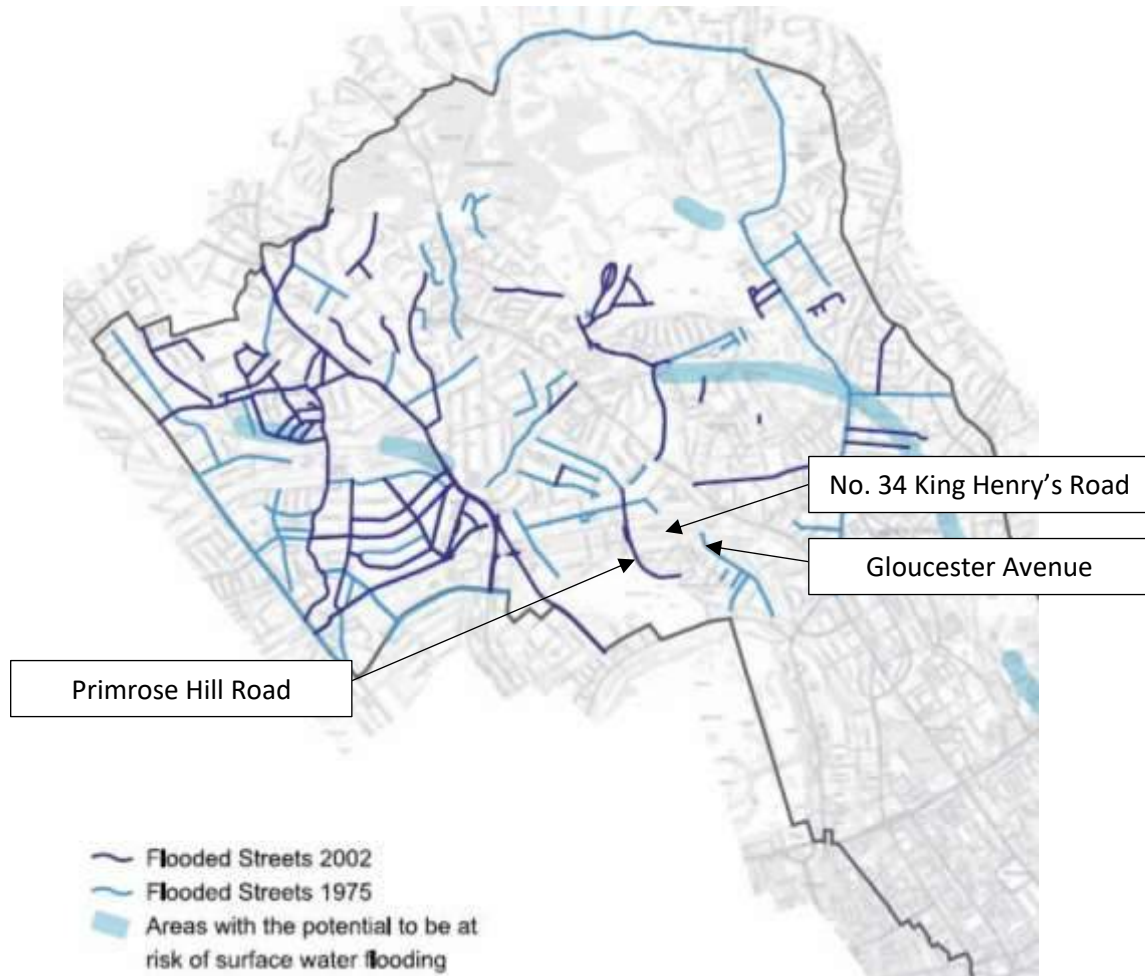 No. 34 King Henry’s Road
Gloucester Avenue
Primrose Hill Road
Flooded Streets 2002
Flooded Streets 1975
Areas with the potential to be at
risk of surface water flooding